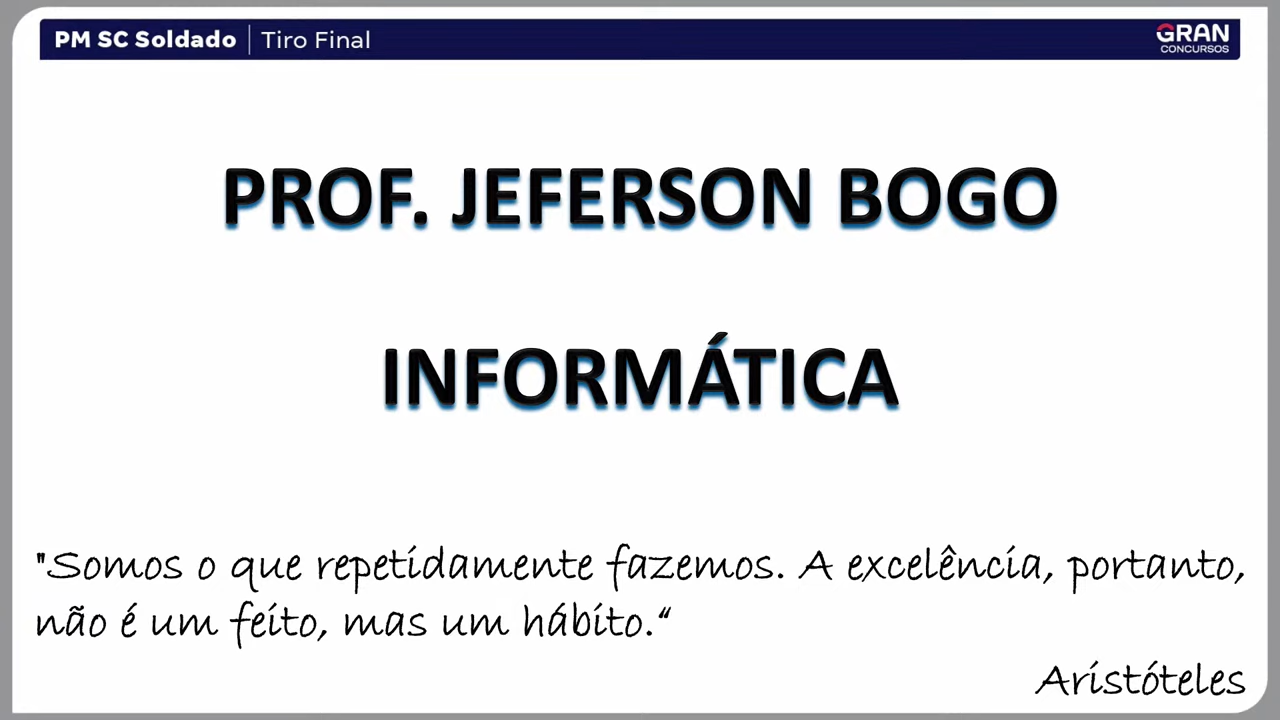 PM SC Soldado | Tiro Final
GRAN
CONCURSOS
PROF. JEFERSON BOGO
INFORMÁTICA
"Somos o que repetidamente fazemos. A excelência, portanto,
não é um feito, mas um hábito.“
Aristóteles